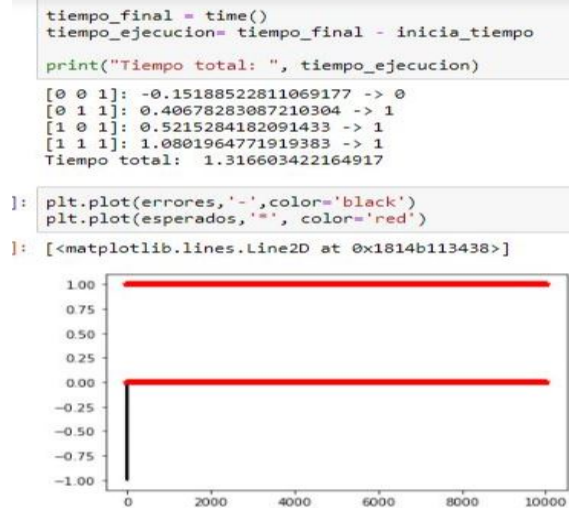 tiempo_final = time()
tiempo_ejecucion= tiempo_final - inicia_tiempo
print("Tiempo total: ", tiempo_ejecucion)
[0 0 1]: -0.15188522811069177 -> 0
[0 1 1]: 0.40678283087210304 -> 1
[1 0 1]: 0.5215284182091433 -> 1
[1 1 1]: 1.0801964771919383 -> 1
Tiempo total:  1.316603422164917
]: plt.plot(errores,'-',color='black')
plt.plot(esperados,'*', color='red')
]: [<matplotlib.lines.Line2D at 0x1814b113438>]
1.00
0.75
0.50
0.25
0.00
−0.25
−0.50
−0.75
−1.00
0 2000 4000 6000 8000 10000